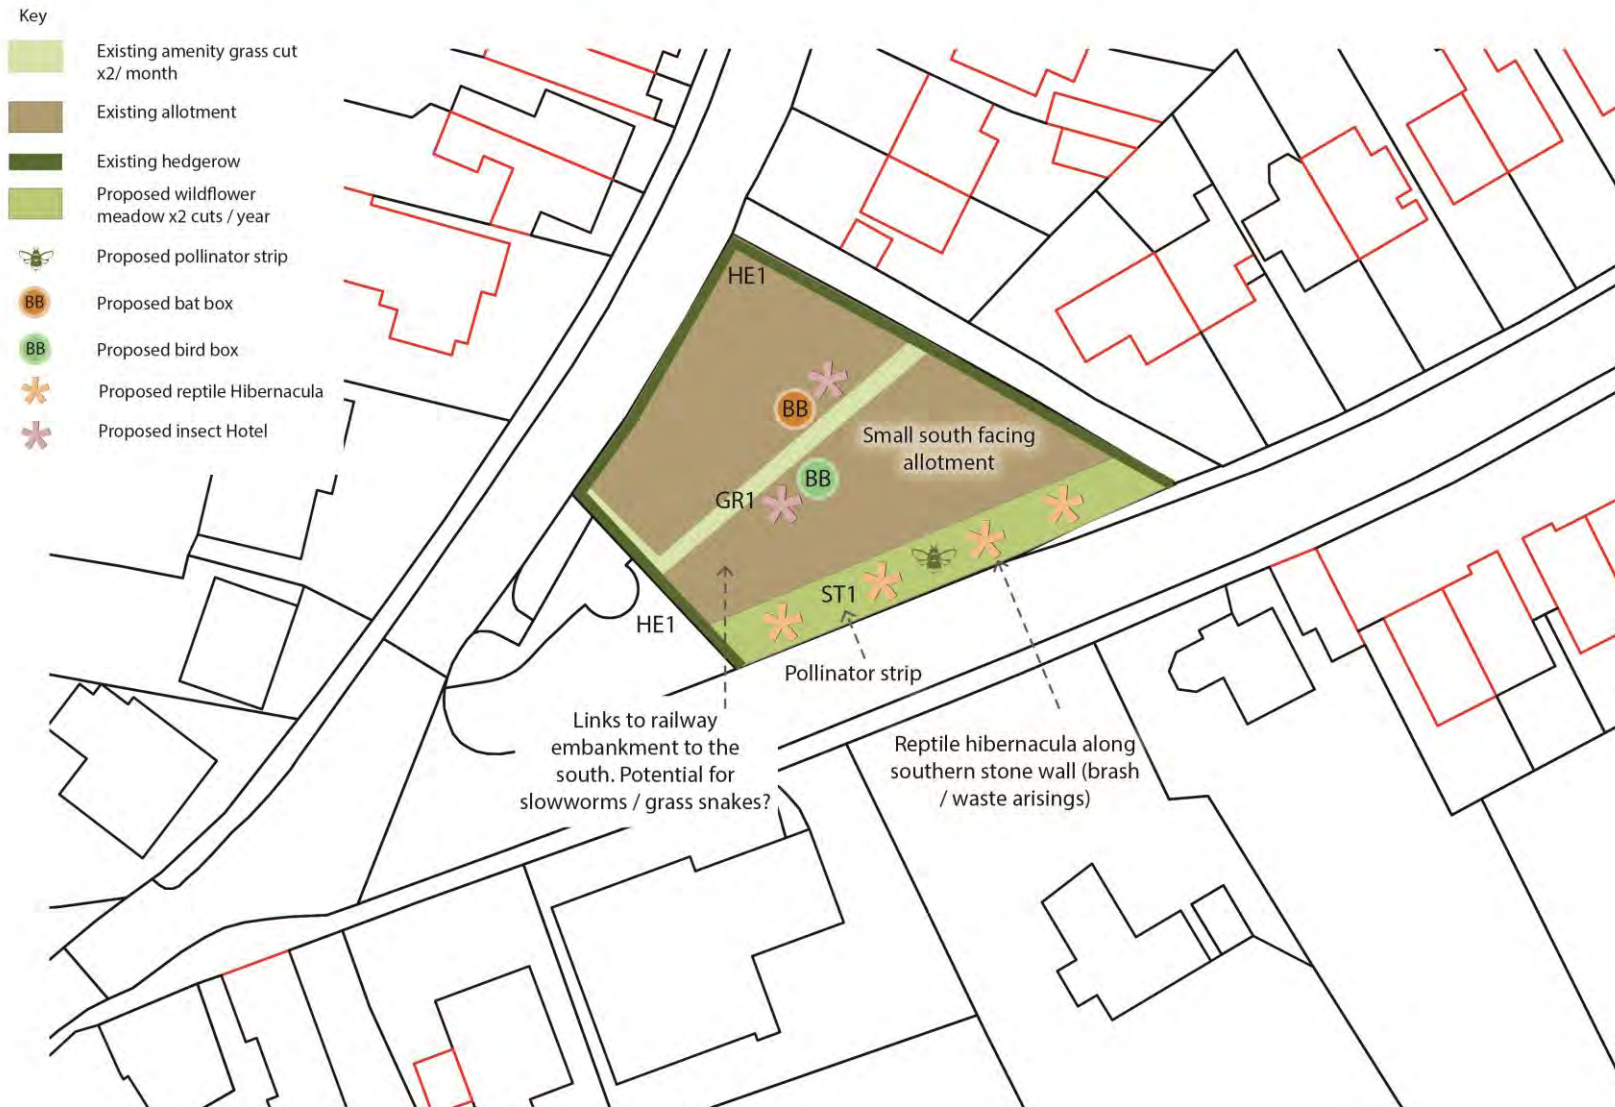 Key
Existing amenity grass cut
x2/ month
Existing allotment
Existing hedgerow
Proposed wildflower
meadow x2 cuts / year
Proposed pollinator strip
BB
Proposed bat box
BB
Proposed bird box
Proposed reptile Hibernacula
Proposed insect Hotel
HE1
BB
Small south facing
allotment
BB
GR1
ST1
HE1
Pollinator strip
Links to railway
embankment to the
south. Potential for
slowworms / grass snakes?
Reptile hibernacula along
southern stone wall (brash
/ waste arisings)